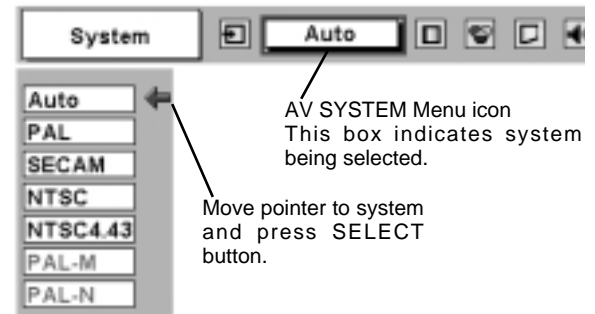 System
Auto
AV SYSTEM Menu icon
This box indicates system
being selected.
Auto
PAL
SECAM
NTSC
NTSC4.43
PAL-M
PAL-N
Move pointer to system
and press SELECT
button.